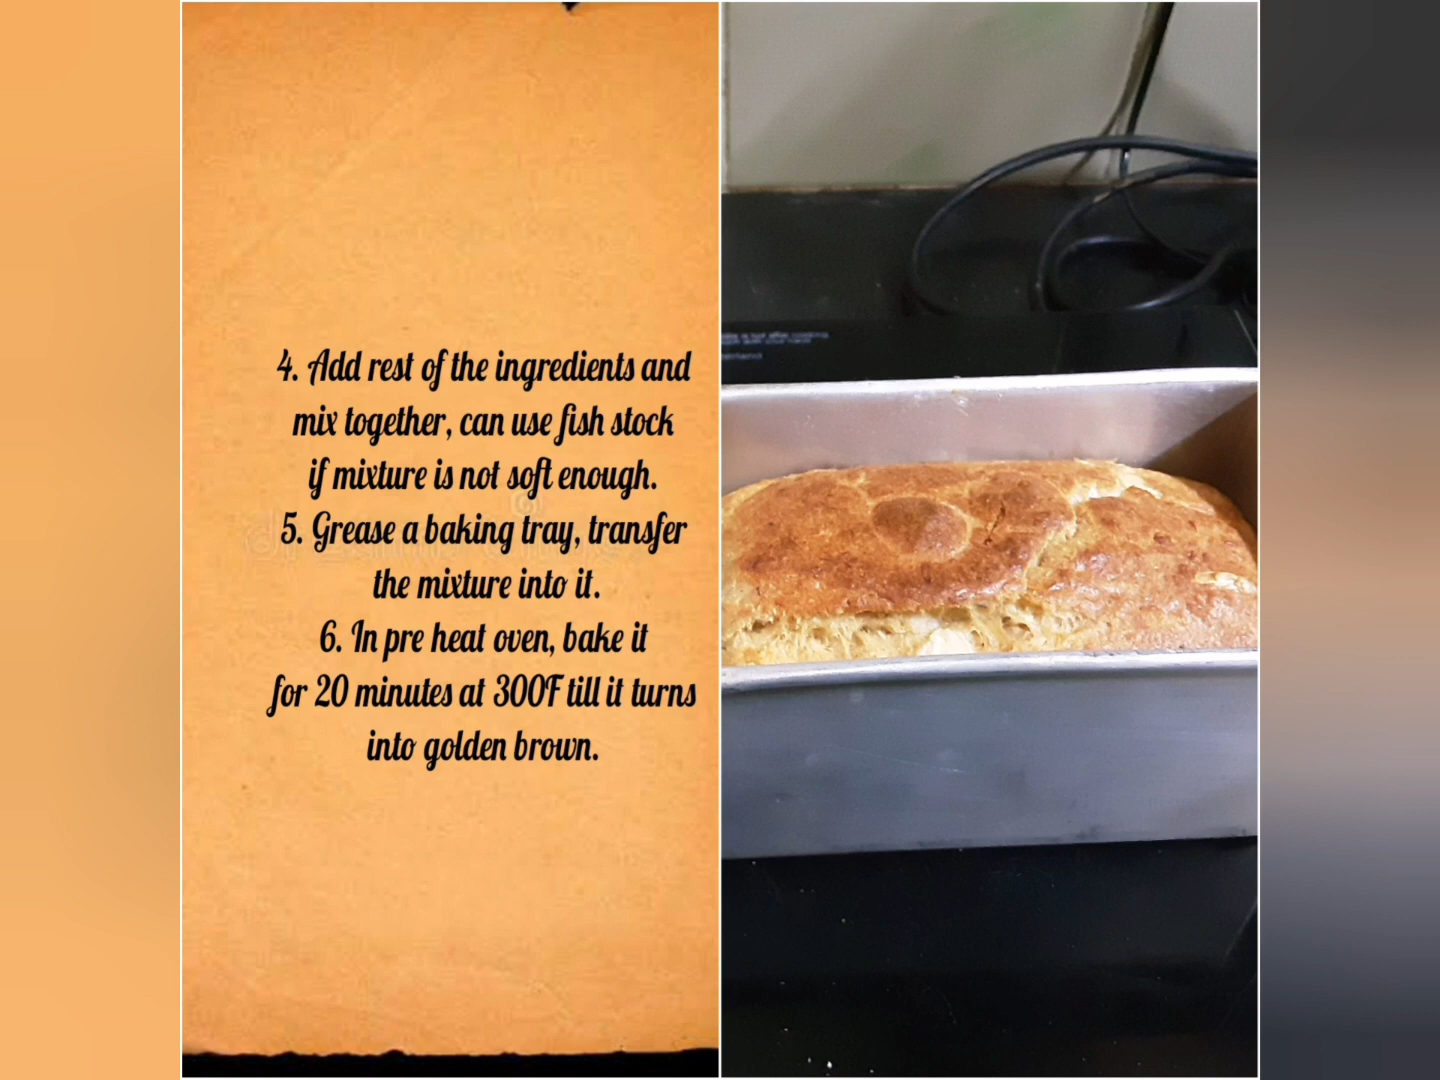 4. Add rest of the ingredients and
mix together, can use fish stock
if mixture is not soft enough.
5. Grease a baking tray, transfer
the mixture into it.
6. In pre heat oven, bake it
for 20 minutes at 300F till it turns
into golden brown.